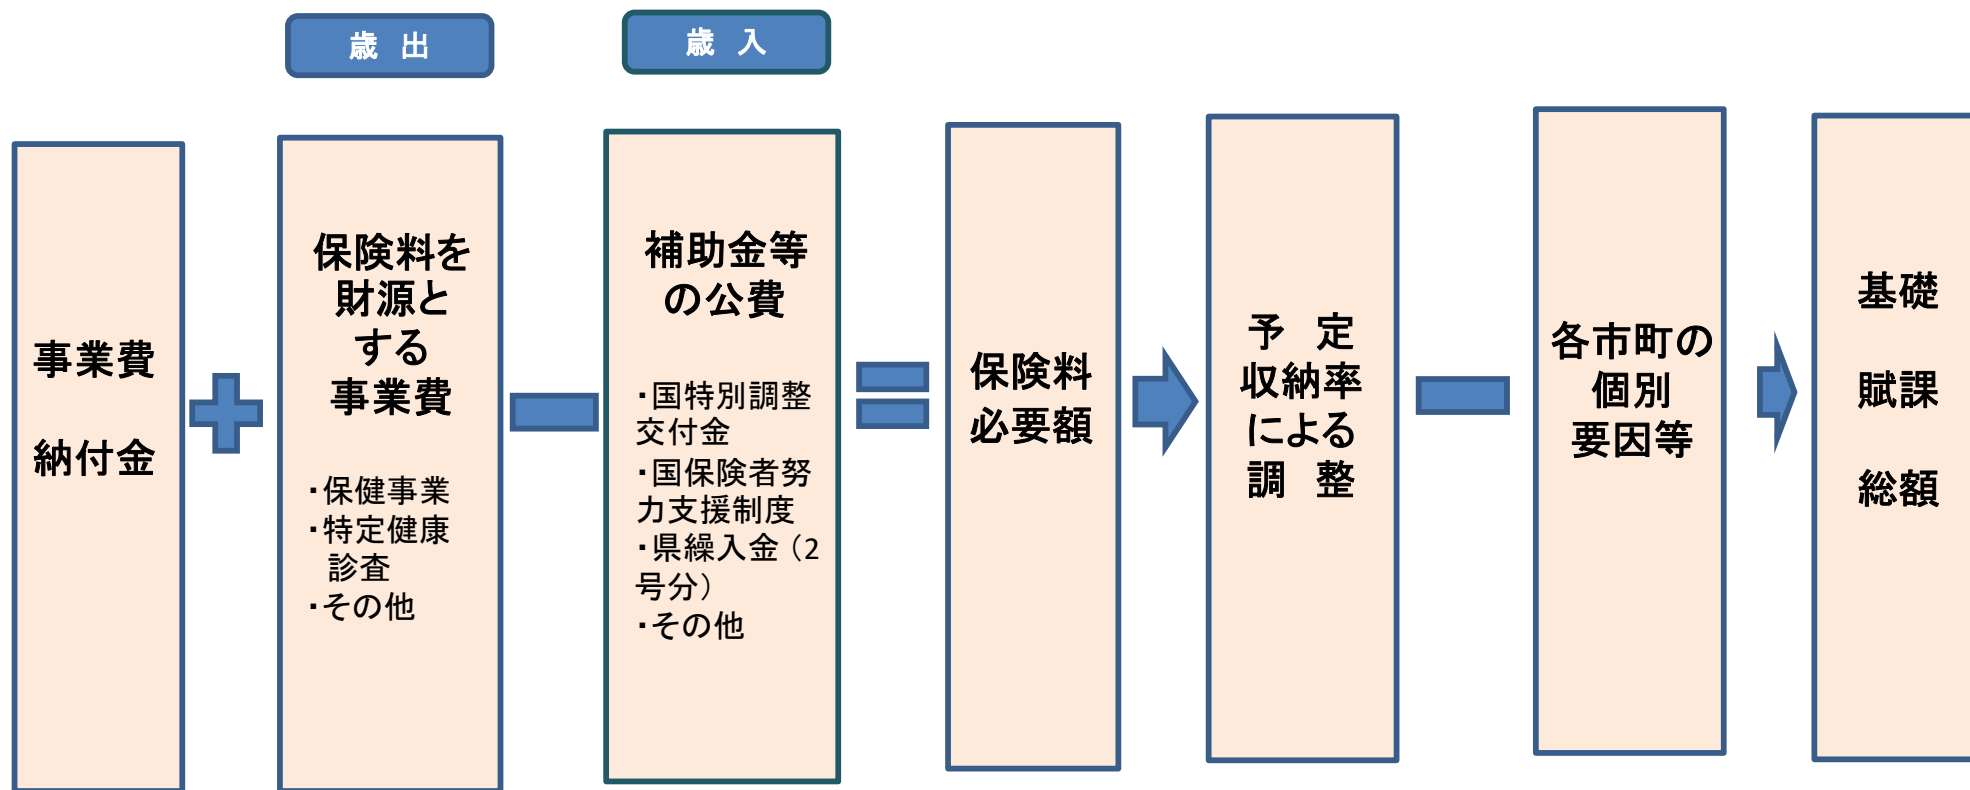 歳 出
歳 入
事業費
納付金
保険料を
財源と
する
事業費
・保健事業
・特定健康
診査
・その他
補助金等
の公費
・国特別調整
交付金
・国保険者努
力支援制度
・県繰入金（2
号分）
・その他
保険料
必要額
予 定
収納率
による
調 整
各市町の
個別
要因等
基礎
賦課
総額